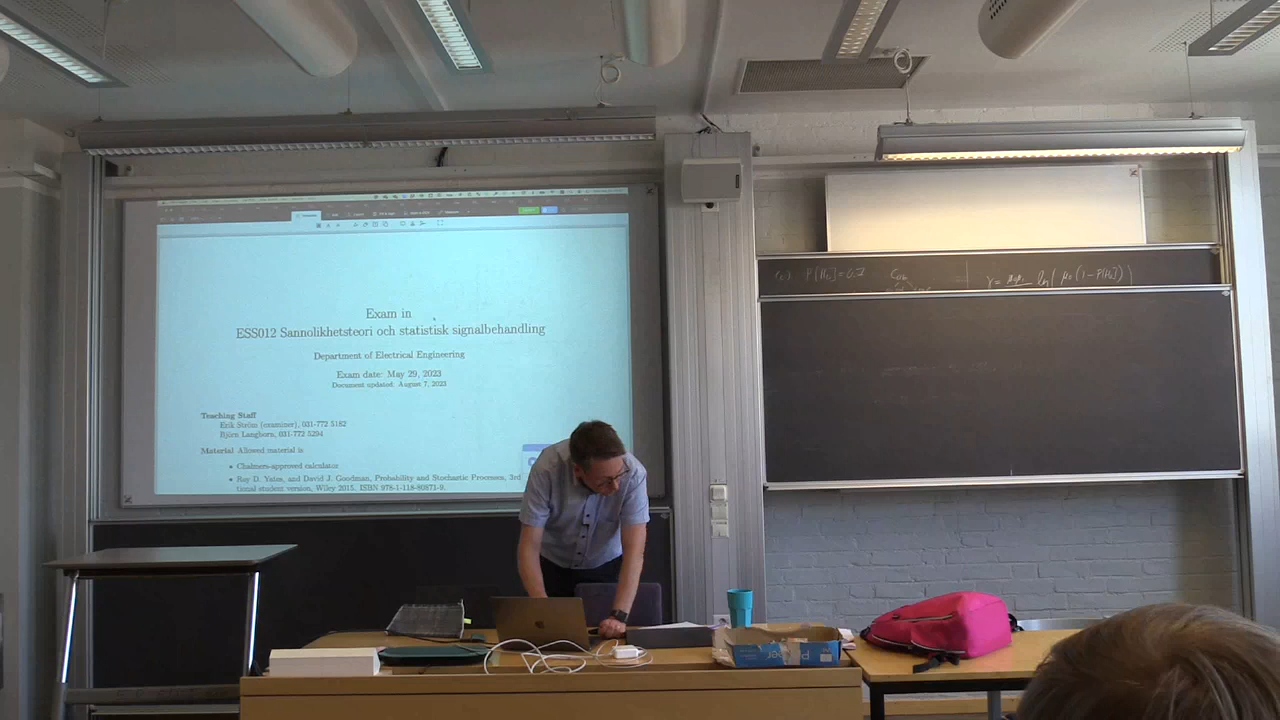 Exam in
ESS012 Sannolikhetsteori och statistisk signalbehandling
Department of Electrical Engineering
Exam date: May 29, 2023
Document updated: August 7, 2023
Teaching Staff
Erik Ström (examiner), 031-772 5182
Björn Langborn, 031-772 5294
Material Allowed material is
• Chalmers-approved calculator
• Roy D. Yates, and David J. Goodman, Probability and Stochastic Processes, 3rd
tional student version, Wiley 2015. ISBN 978-1-118-80871-9.